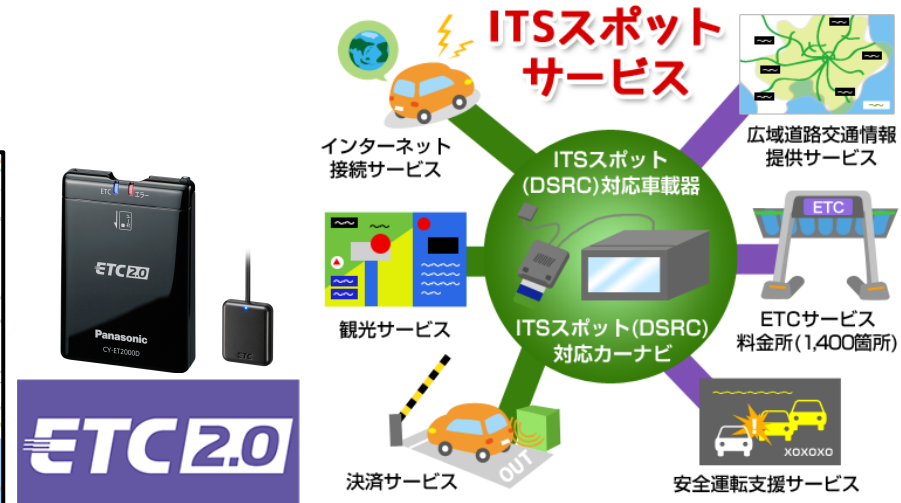 ITSスポット
サービス
インターネット
接続サービス
広域道路交通情報
提供サービス
ITSスポット
(DSRC)対応車載器
ETC エラー
ETC2.0
Panasonic
CY-ET2000D
ETC
ETC
観光サービス
ITSスポット(DSRC)
対応カーナビ
ETCサービス
料金所(1,400箇所)
ETC2.0
OUT
xoxoxo
決済サービス
安全運転支援サービス